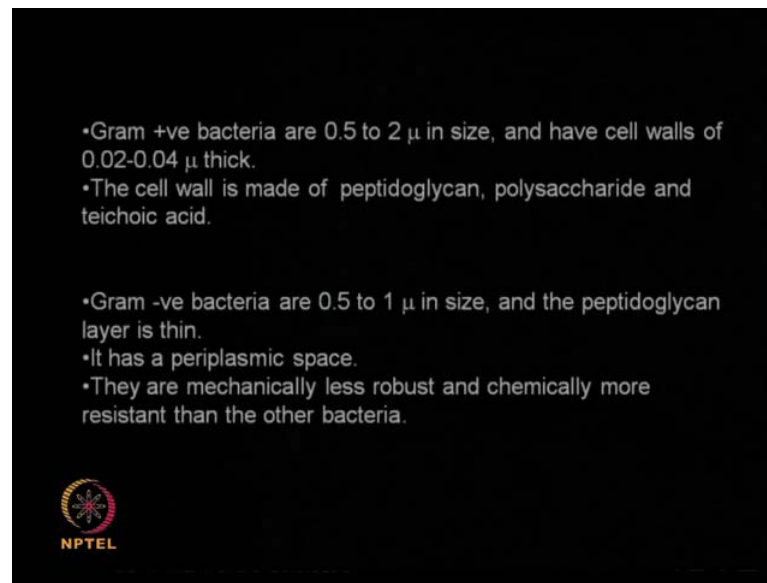 •Gram +ve bacteria are 0.5 to 2 μ in size, and have cell walls of
0.02-0.04 μ thick.
•The cell wall is made of peptidoglycan, polysaccharide and
teichoic acid.
•Gram -ve bacteria are 0.5 to 1 μ in size, and the peptidoglycan
layer is thin.
•It has a periplasmic space.
•They are mechanically less robust and chemically more
resistant than the other bacteria.
NPTEL